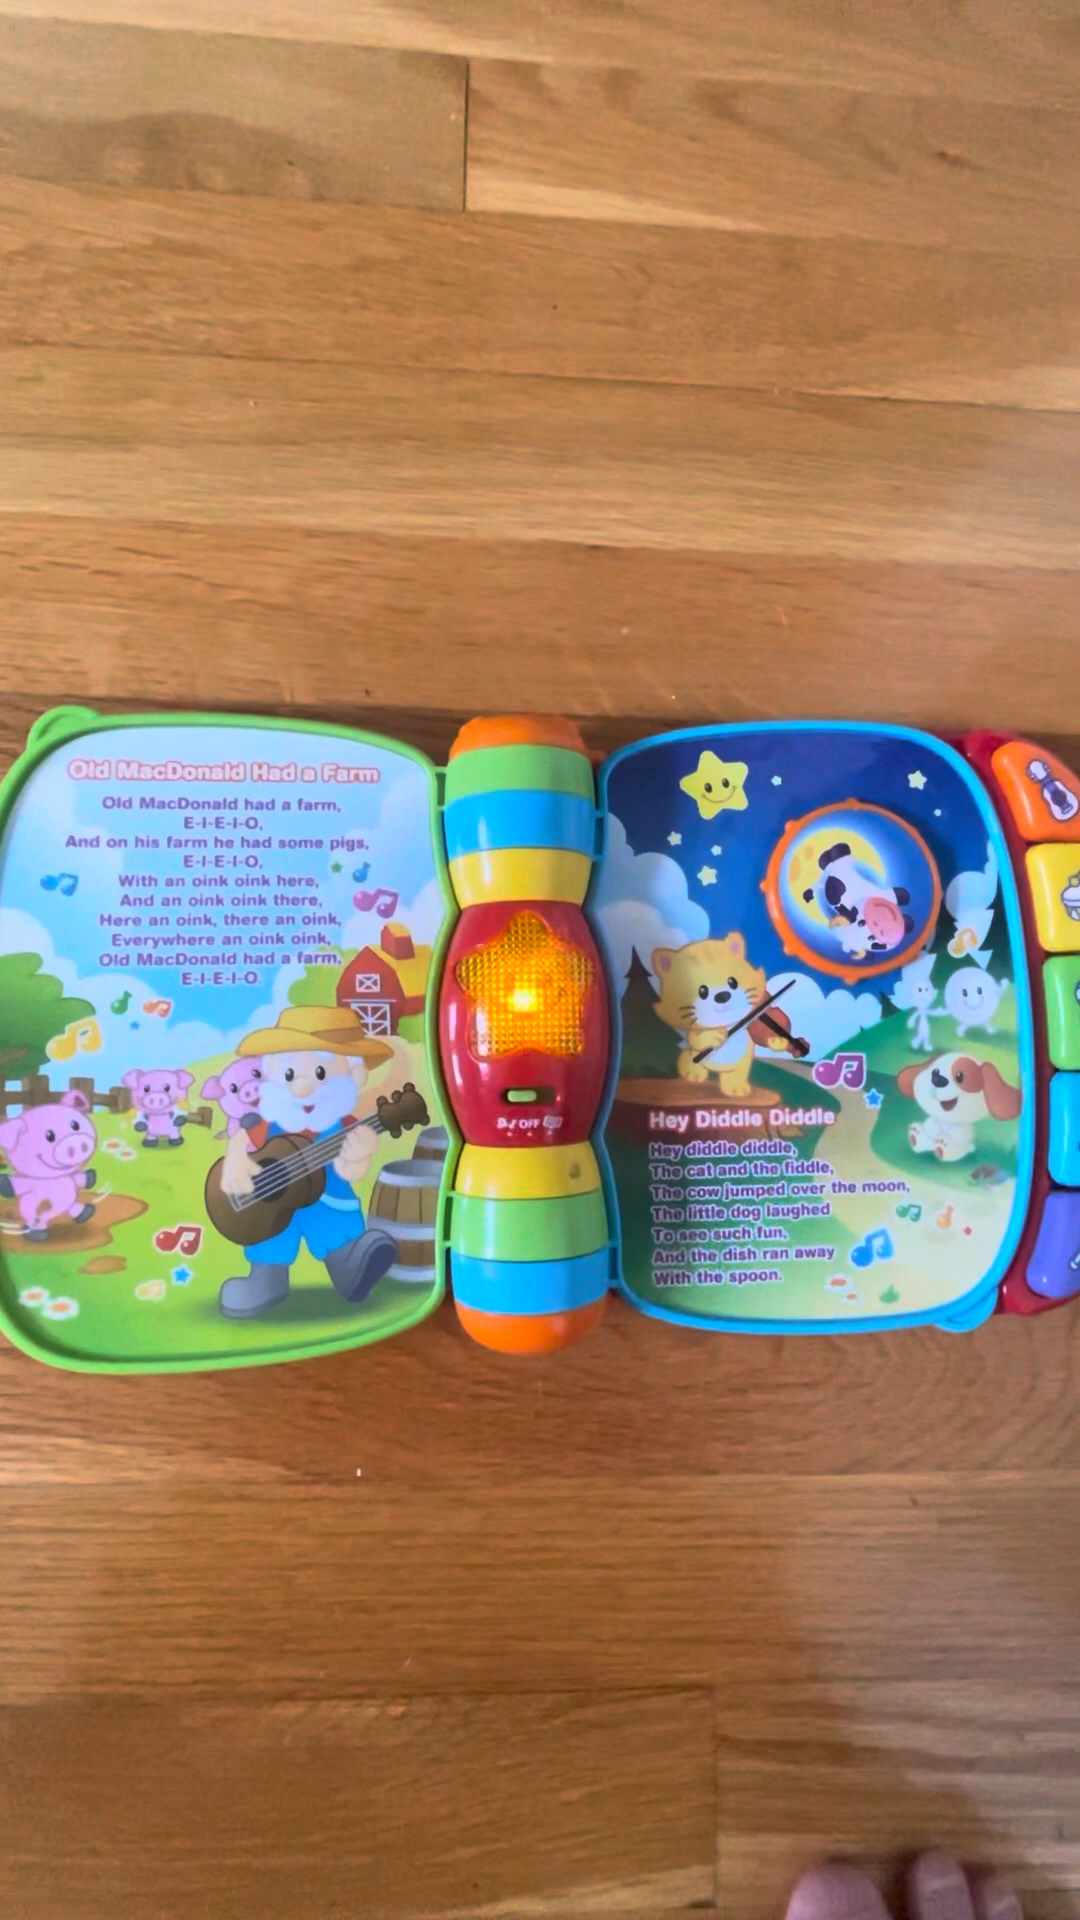 Old MacDonald Had a Farm
Old MacDonald had a farm,
E-I-E-I-O,
And on his farm he had some pigs,
E-I-E-I-O,
With an oink oink here,
And an oink oink there,
Here an oink, there an oink,
Everywhere an oink oink,
Old MacDonald had a farm,
E-I-E-I-O.
OFF
Hey Diddle Diddle
Hey diddle diddle,
The cat and the fiddle,
The cow jumped over the moon,
The little dog laughed
To see such fun,
And the dish ran away
With the spoon.